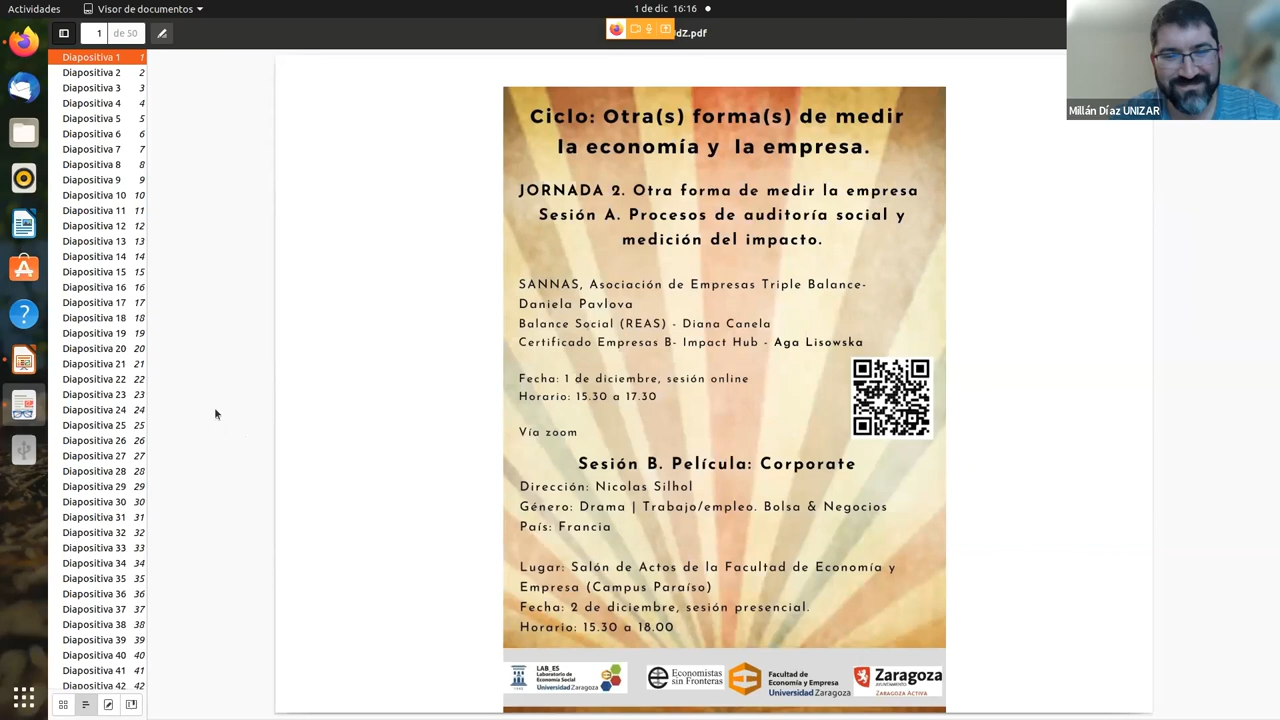 Actividades
Visor de documentos
1 de dic 16:16
1
de 50
dZ.pdf
Diapositiva 1 1
Diapositiva 2 2
Diapositiva 3 3
Diapositiva 4 4
Diapositiva 5 5
Diapositiva 6 6
Diapositiva 7 7
Diapositiva 8 8
Diapositiva 9 9
Diapositiva 10 10
Diapositiva 11 11
Diapositiva 12 12
Diapositiva 13 13
Diapositiva 14 14
Diapositiva 15 15
Diapositiva 16 16
Diapositiva 17 17
Diapositiva 18 18
Diapositiva 19 19
Diapositiva 20 20
Diapositiva 21 21
Diapositiva 22 22
Diapositiva 23 23
Diapositiva 24 24
Diapositiva 25 25
Diapositiva 26 26
Diapositiva 27 27
Diapositiva 28 28
Diapositiva 29 29
Diapositiva 30 30
Diapositiva 31 31
Diapositiva 32 32
Diapositiva 33 33
Diapositiva 34 34
Diapositiva 35 35
Diapositiva 36 36
Diapositiva 37 37
Diapositiva 38 38
Diapositiva 39 39
Diapositiva 40 40
Diapositiva 41 41
Diapositiva 42 42
Millán Díaz UNIZAR
Ciclo: Otra(s) forma(s) de medir
la economía y la empresa.
JORNADA 2. Otra forma de medir la empresa
Sesión A. Procesos de auditoría social y
medición del impacto.
SANNAS, Asociación de Empresas Triple Balance-
Daniela Pavlova
Balance Social (REAS) - Diana Canela
Certificado Empresas B- Impact Hub - Aga Lisowska
Fecha: 1 de diciembre, sesión online
Horario: 15.30 a 17.30
Vía zoom
Sesión B. Película: Corporate
Dirección: Nicolas Silhol
Género: Drama | Trabajo/empleo. Bolsa & Negocios
País: Francia
Lugar: Salón de Actos de la Facultad de Economía y
Empresa (Campus Paraíso)
Fecha: 2 de diciembre, sesión presencial.
Horario: 15.30 a 18.00
LAB_ES
Laboratorio de
Economía Social
Universidad Zaragoza
Economistas
sin Fronteras
Facultad de
Economía y Empresa
Universidad Zaragoza
Zaragoza
AYUNTAMIENTO
ZARAGOZA ACTIVA